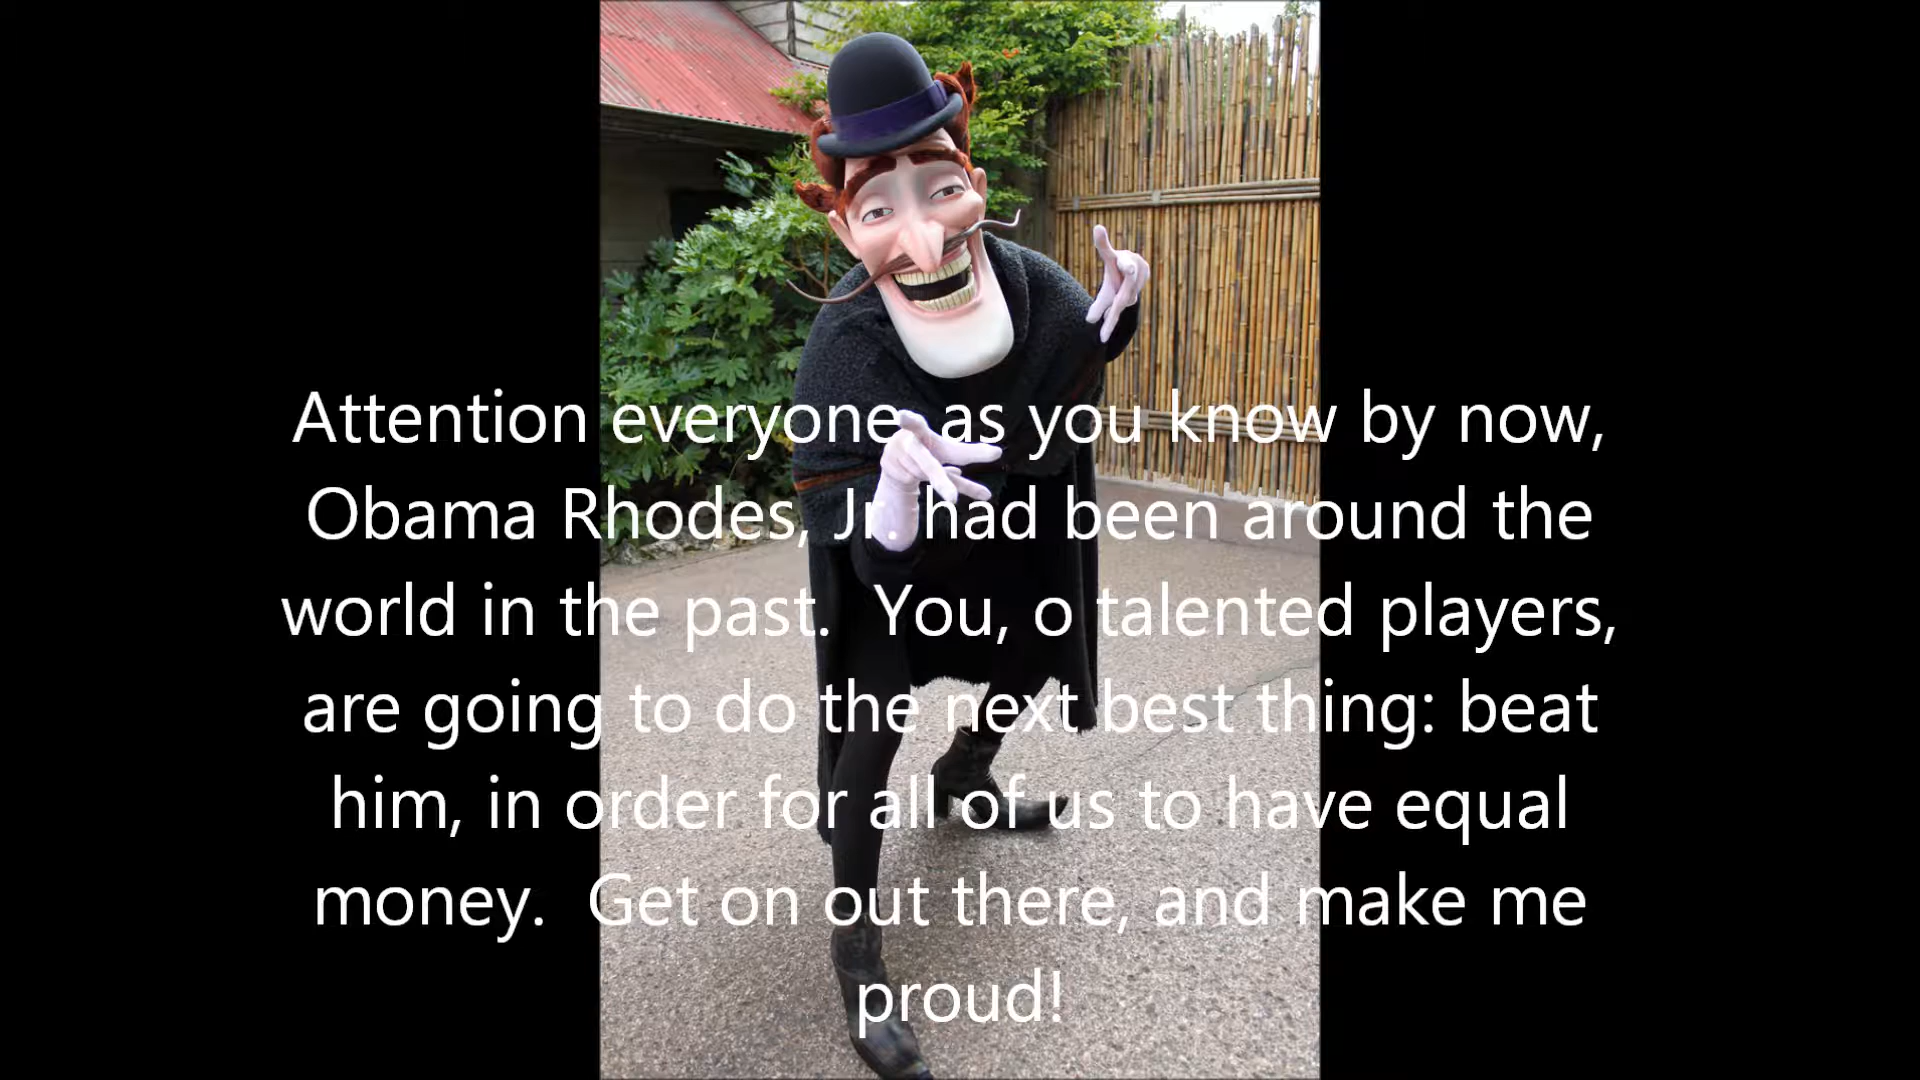 Attention everyone, as you know by now,
Obama Rhodes, Jr. had been around the
world in the past.  You, o talented players,
are going to do the next best thing: beat
him, in order for all of us to have equal
money.  Get on out there, and make me
proud!